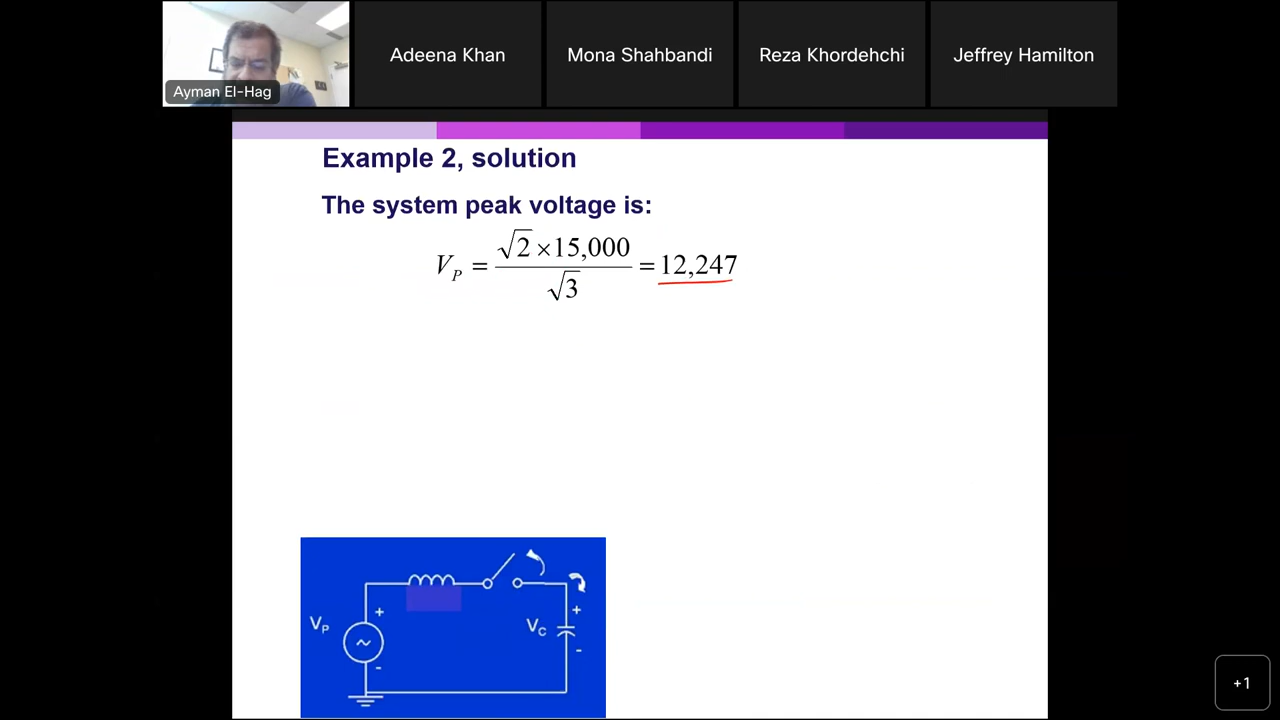 Adeena Khan
Mona Shahbandi
Reza Khordehchi
Jeffrey Hamilton
Ayman El-Hag
Example 2, solution
The system peak voltage is:
V_P = (√2 × 15,000) / √3 = 12,247
V_P
+
~
-
V_C
+
-
+1